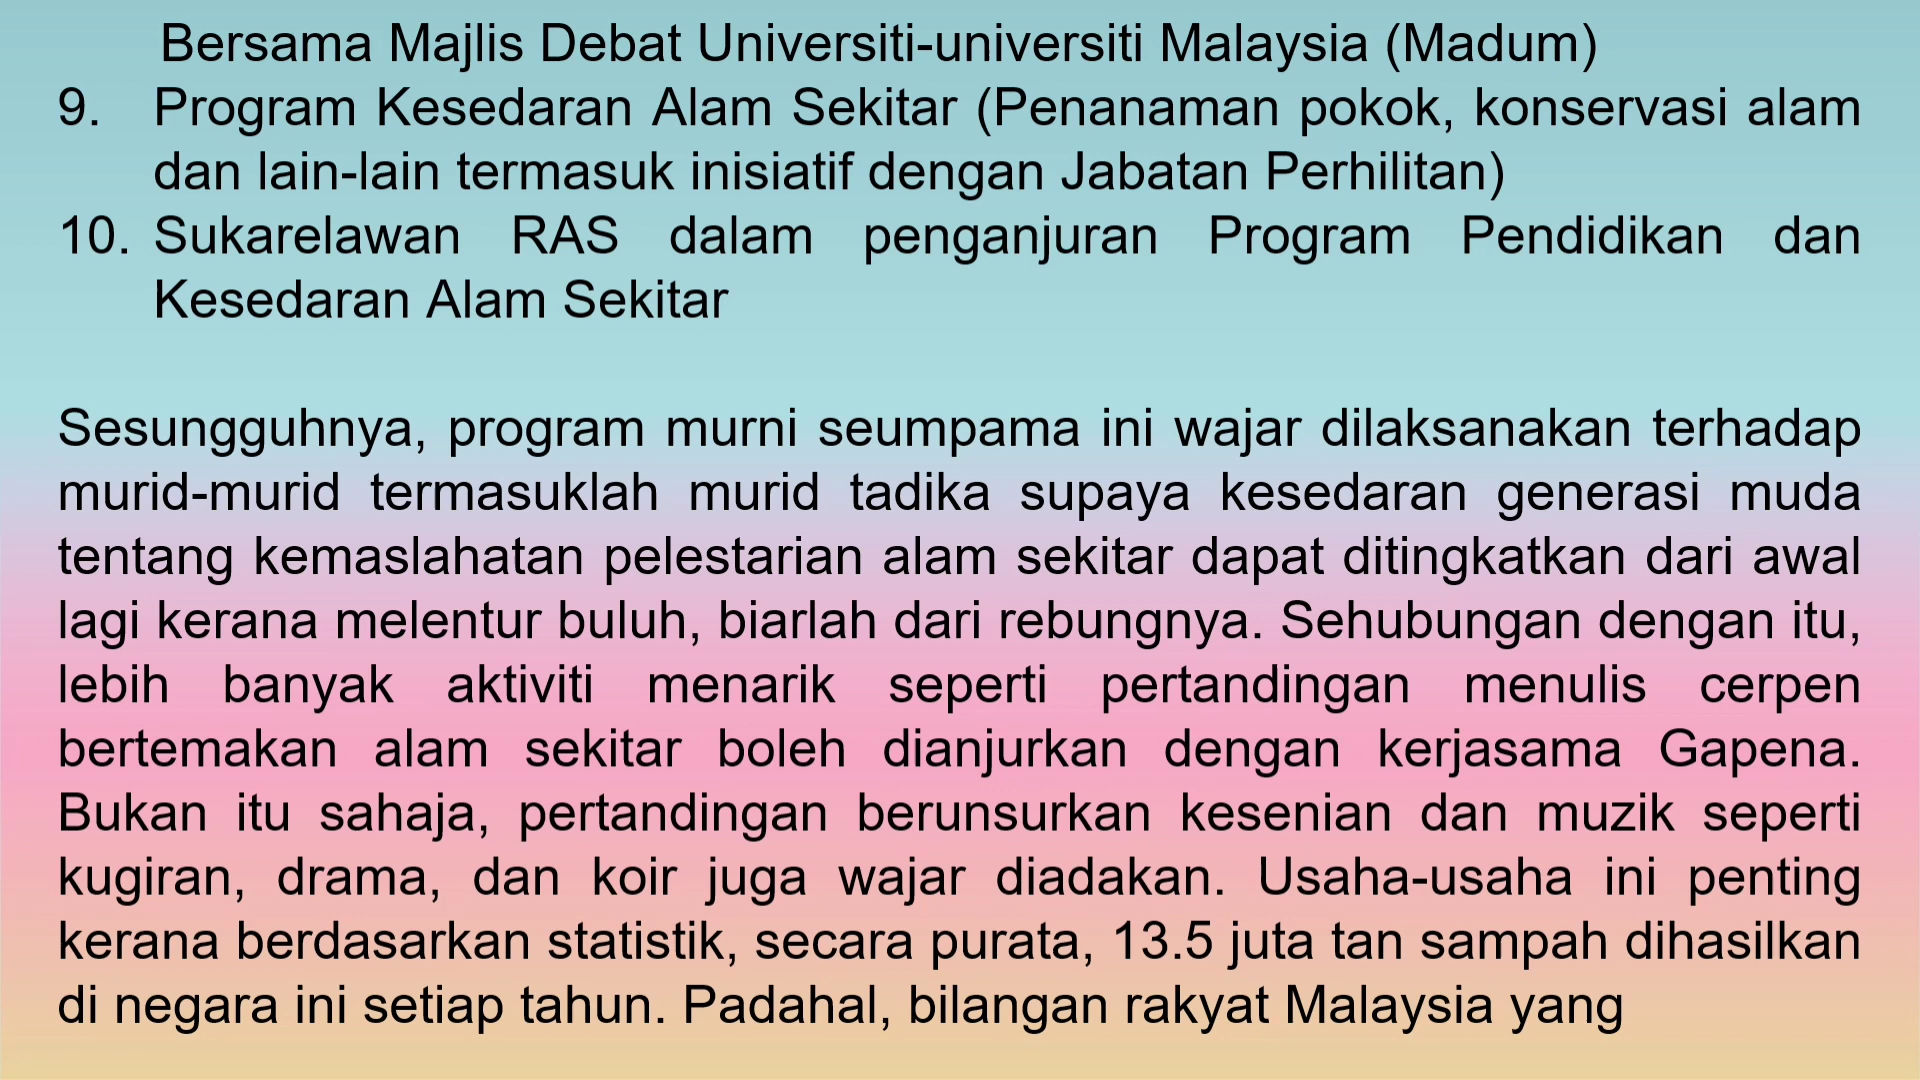 Bersama Majlis Debat Universiti-universiti Malaysia (Madum)
9. Program Kesedaran Alam Sekitar (Penanaman pokok, konservasi alam
dan lain-lain termasuk inisiatif dengan Jabatan Perhilitan)
10. Sukarelawan RAS dalam penganjuran Program Pendidikan dan
Kesedaran Alam Sekitar
Sesungguhnya, program murni seumpama ini wajar dilaksanakan terhadap
murid-murid termasuklah murid tadika supaya kesedaran generasi muda
tentang kemaslahatan pelestarian alam sekitar dapat ditingkatkan dari awal
lagi kerana melentur buluh, biarlah dari rebungnya. Sehubungan dengan itu,
lebih banyak aktiviti menarik seperti pertandingan menulis cerpen
bertemakan alam sekitar boleh dianjurkan dengan kerjasama Gapena.
Bukan itu sahaja, pertandingan berunsurkan kesenian dan muzik seperti
kugiran, drama, dan koir juga wajar diadakan. Usaha-usaha ini penting
kerana berdasarkan statistik, secara purata, 13.5 juta tan sampah dihasilkan
di negara ini setiap tahun. Padahal, bilangan rakyat Malaysia yang